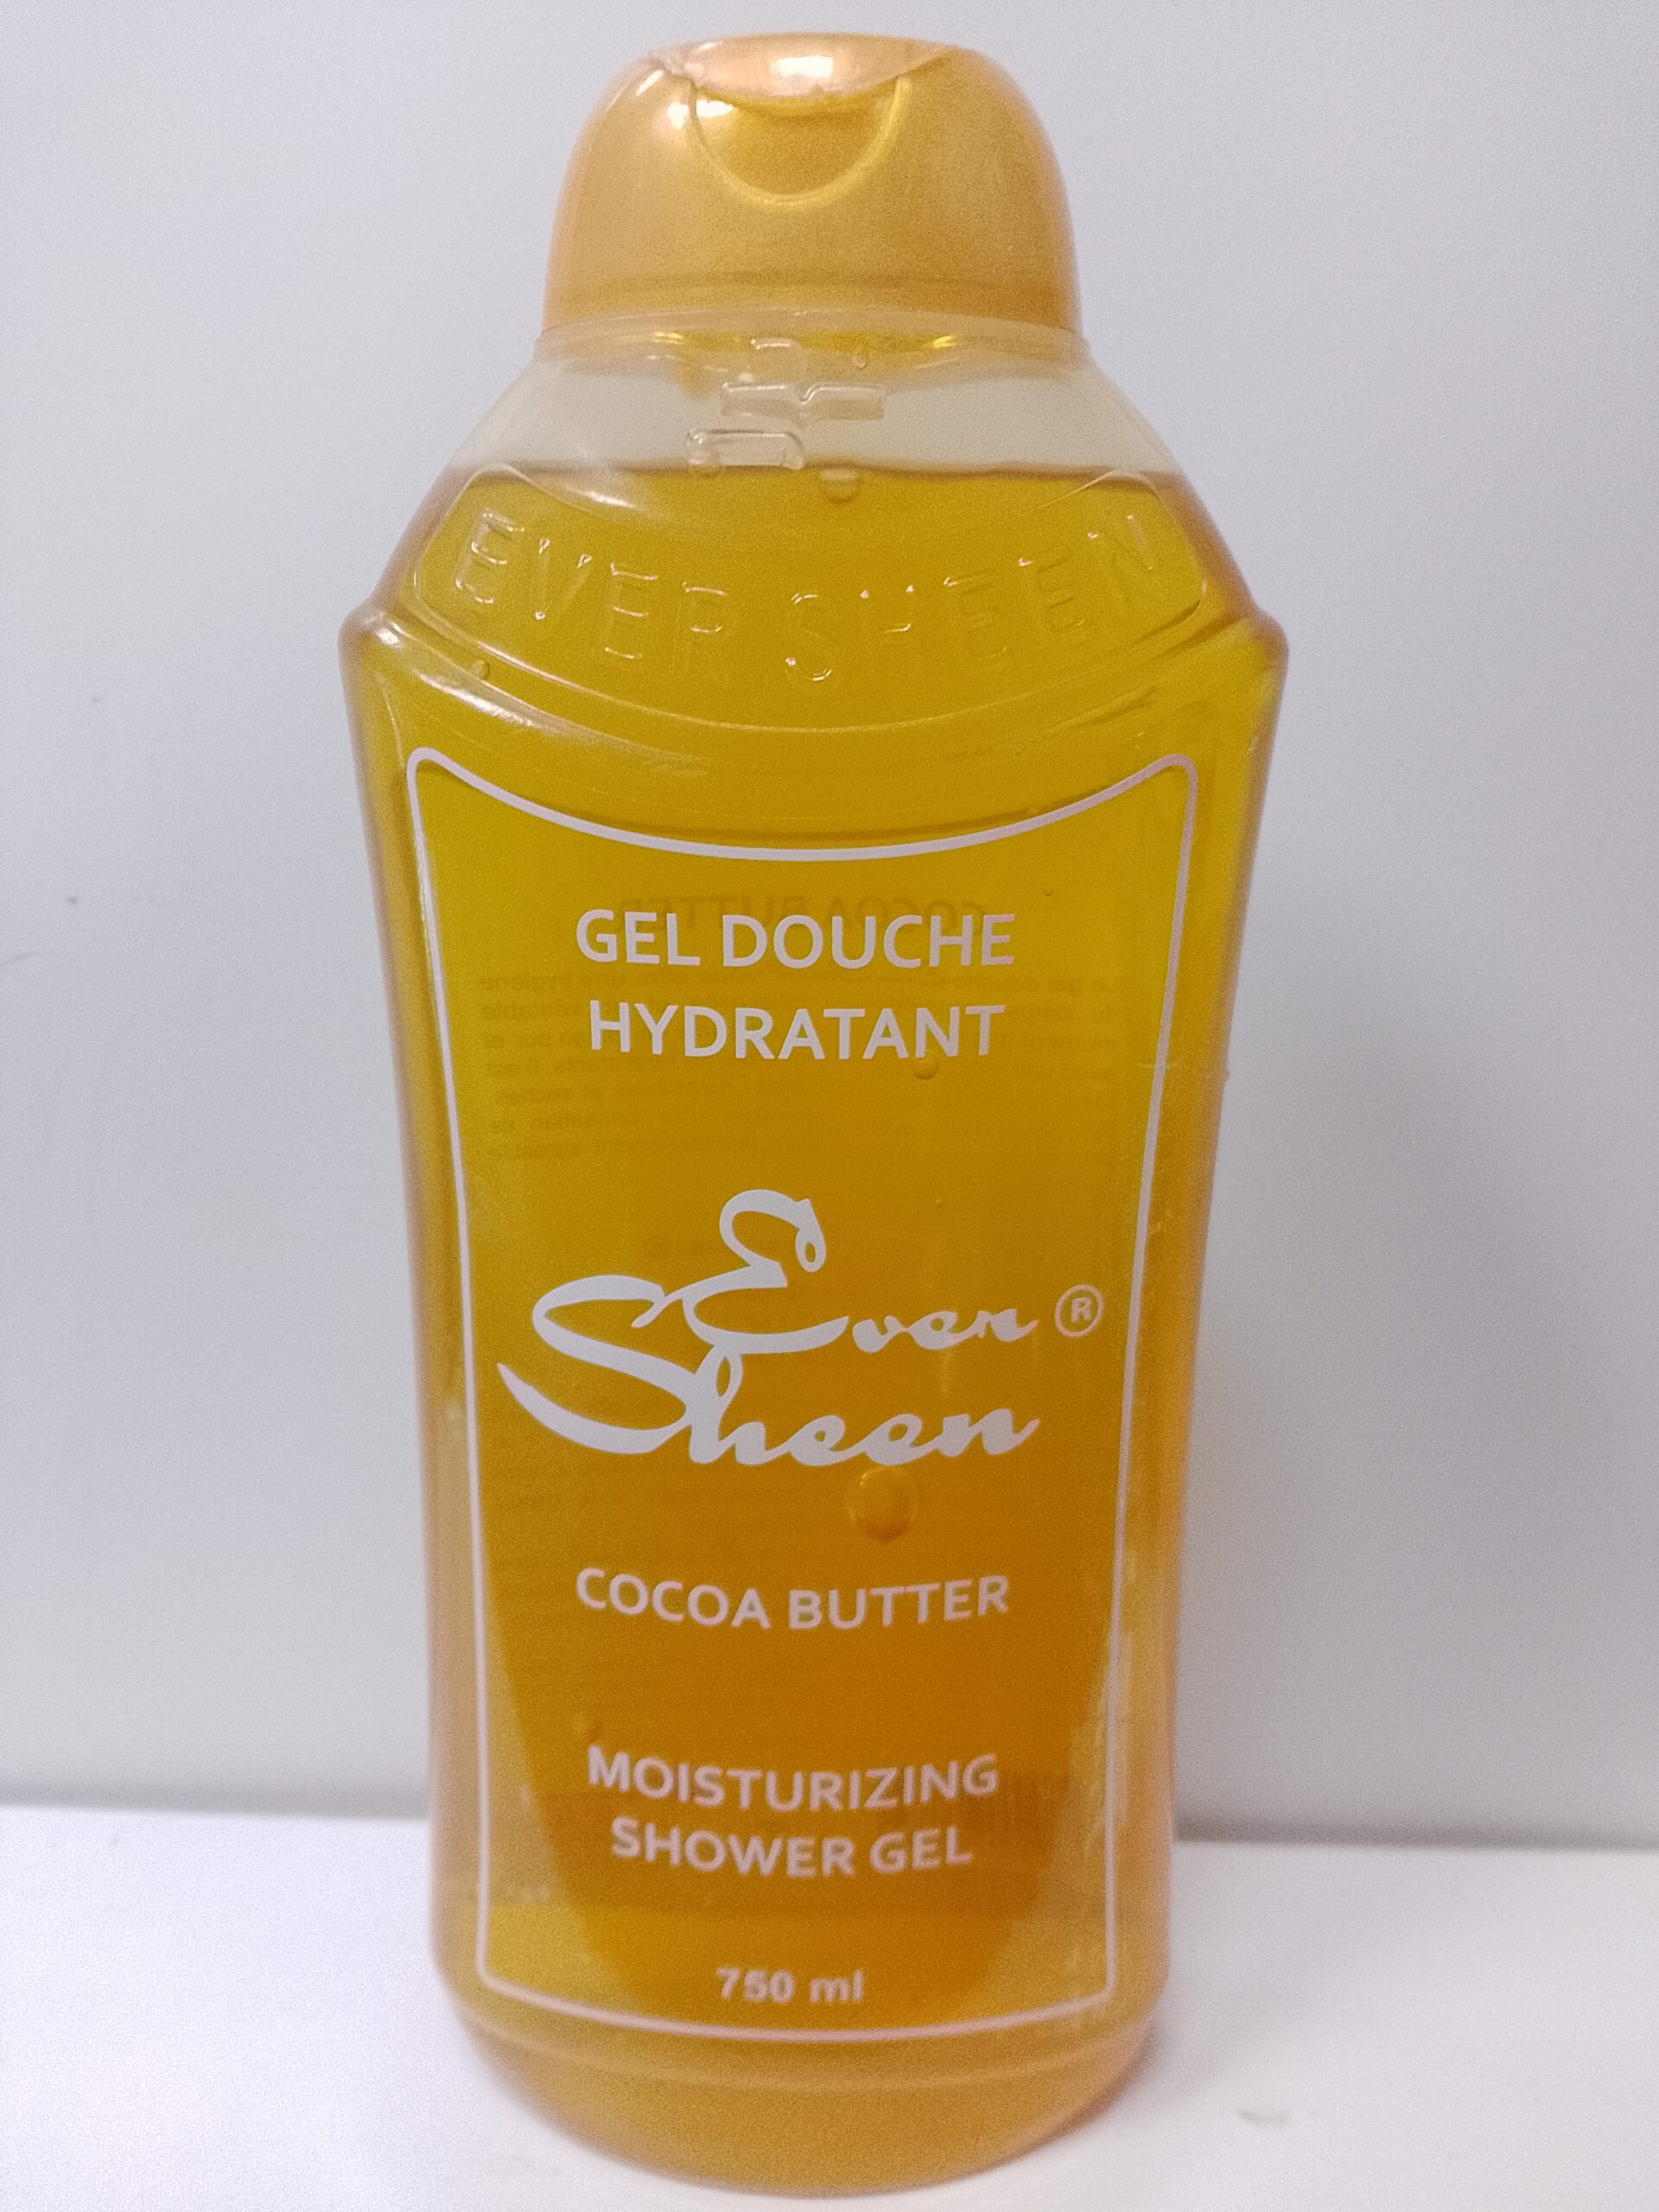 EVER SHEEN
GEL DOUCHE
HYDRATANT
Ever ®
Sheen
COCOA BUTTER
MOISTURIZING
SHOWER GEL
750 ml